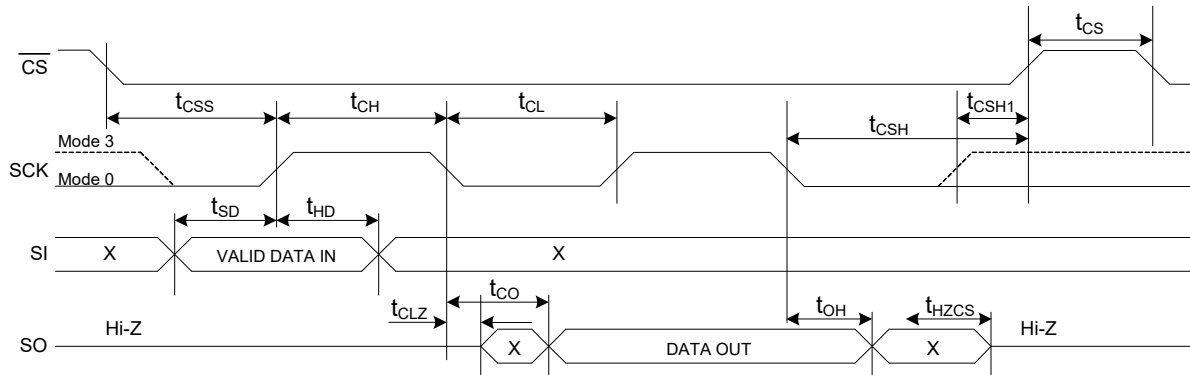 tCS
CS
tCSS tCH tCL tCSH1
tCSH
Mode 3
SCK
Mode 0
tSD tHD
SI X VALID DATA IN X
tCO
tCLZ tOH tHZCS
Hi-Z Hi-Z
SO X DATA OUT X